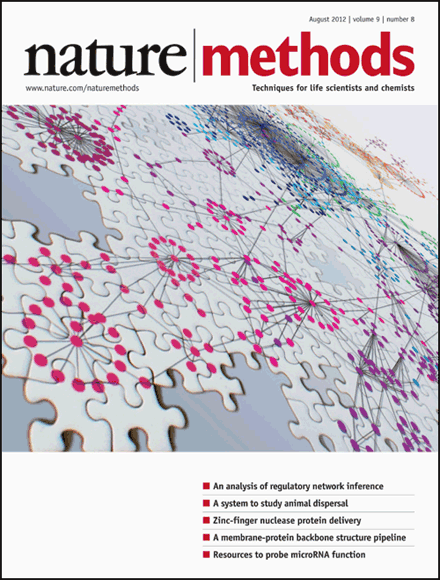 August 2012 | volume 9 | number 8
nature methods
www.nature.com/naturemethods Techniques for life scientists and chemists
An analysis of regulatory network inference
A system to study animal dispersal
Zinc-finger nuclease protein delivery
A membrane-protein backbone structure pipeline
Resources to probe microRNA function